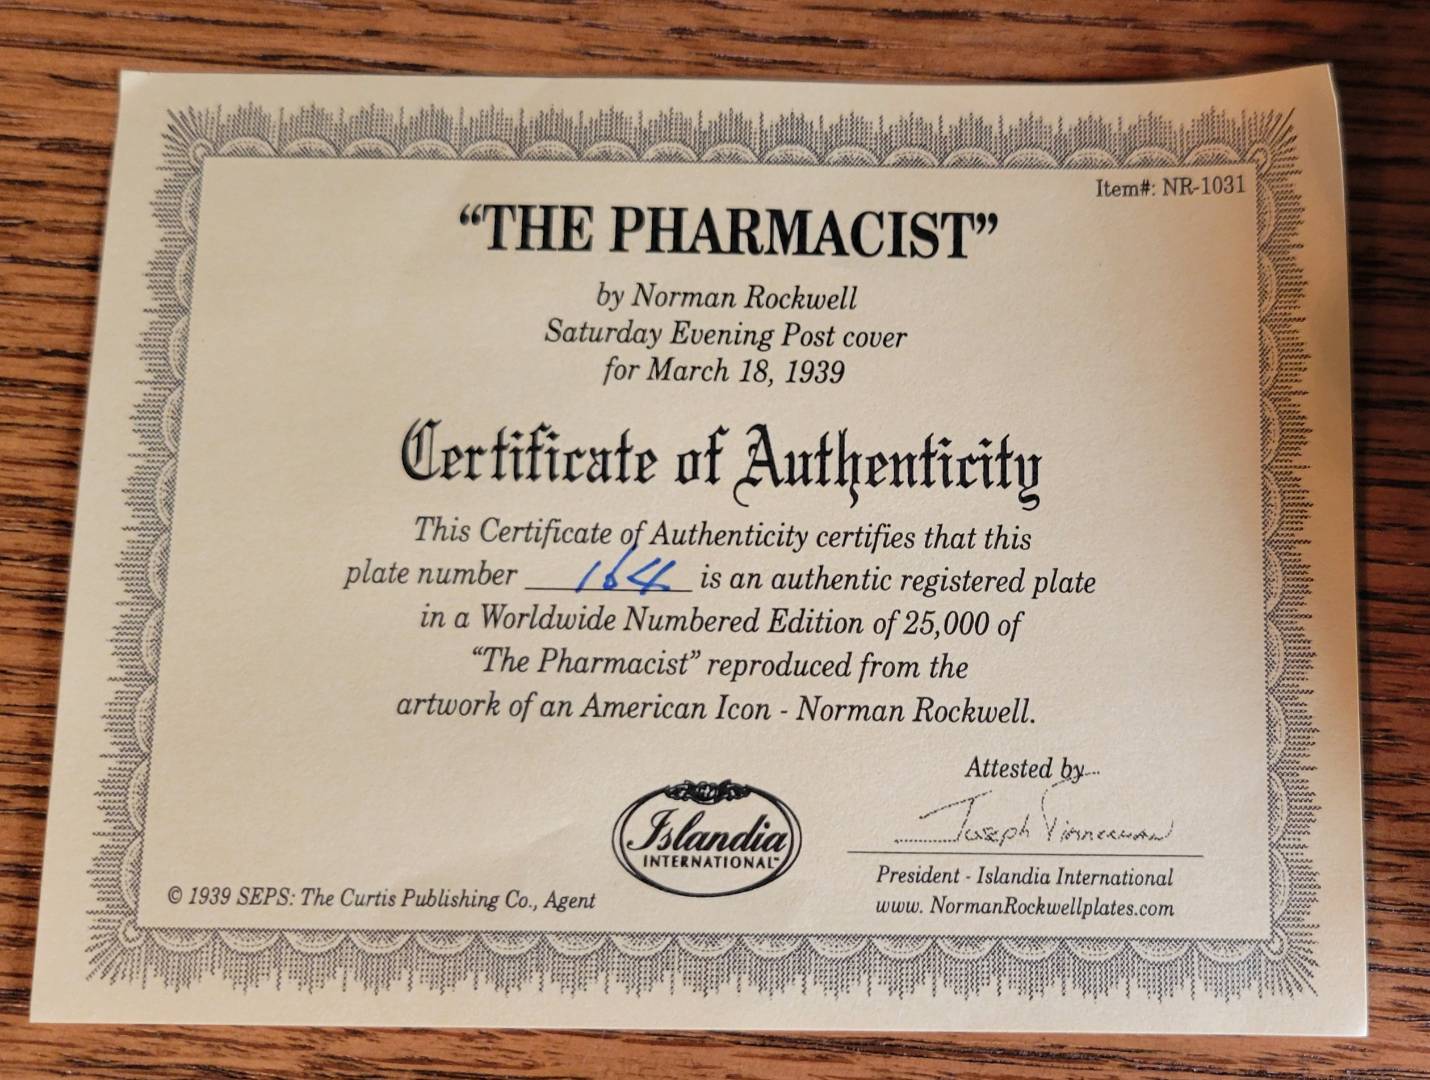 Item#: NR-1031
“THE PHARMACIST”
by Norman Rockwell
Saturday Evening Post cover
for March 18, 1939
Certificate of Authenticity
This Certificate of Authenticity certifies that this
plate number 164 is an authentic registered plate
in a Worldwide Numbered Edition of 25,000 of
“The Pharmacist” reproduced from the
artwork of an American Icon - Norman Rockwell.
Attested by
Joseph
Islandia
INTERNATIONAL™
President - Islandia International
www. NormanRockwellplates.com
© 1939 SEPS: The Curtis Publishing Co., Agent